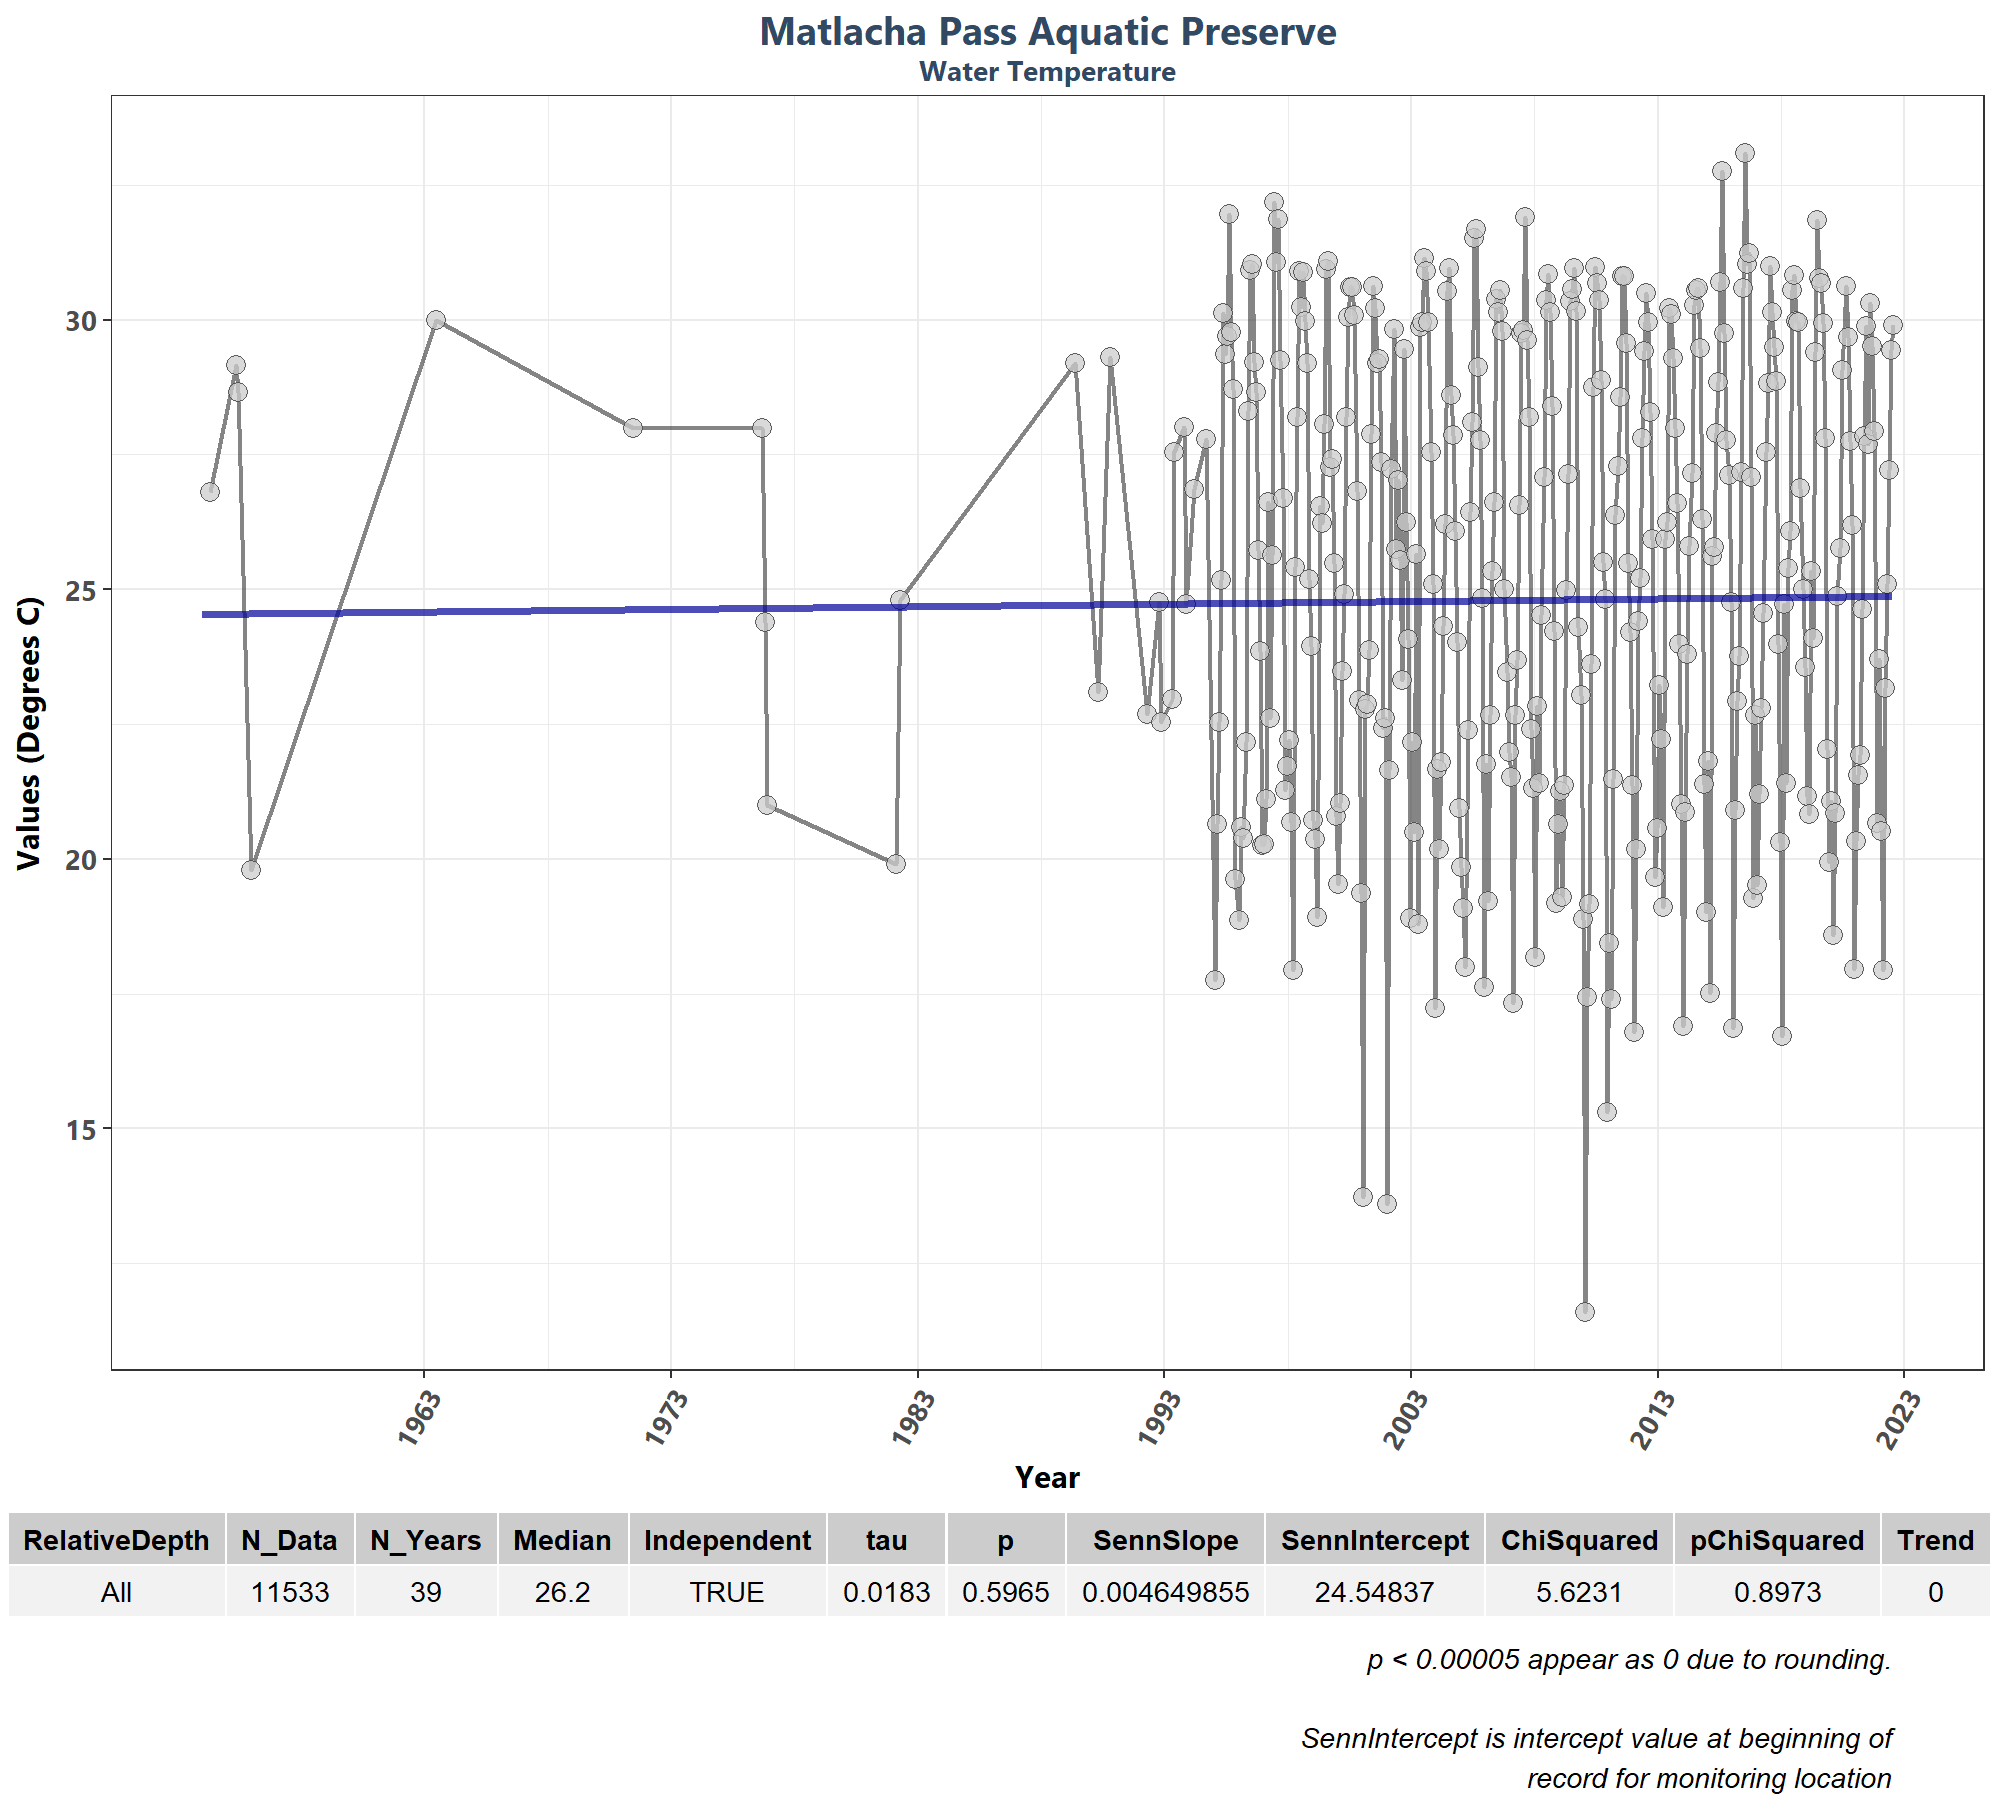 Matlacha Pass Aquatic Preserve
Water Temperature
Values (Degrees C)
30
25
20
15
1963 1973 1983 1993 2003 2013 2023
Year
RelativeDepth N_Data N_Years Median Independent tau p SennSlope SennIntercept ChiSquared pChiSquared Trend
All 11533 39 26.2 TRUE 0.0183 0.5965 0.004649855 24.54837 5.6231 0.8973 0
p < 0.00005 appear as 0 due to rounding.
SennIntercept is intercept value at beginning of
record for monitoring location